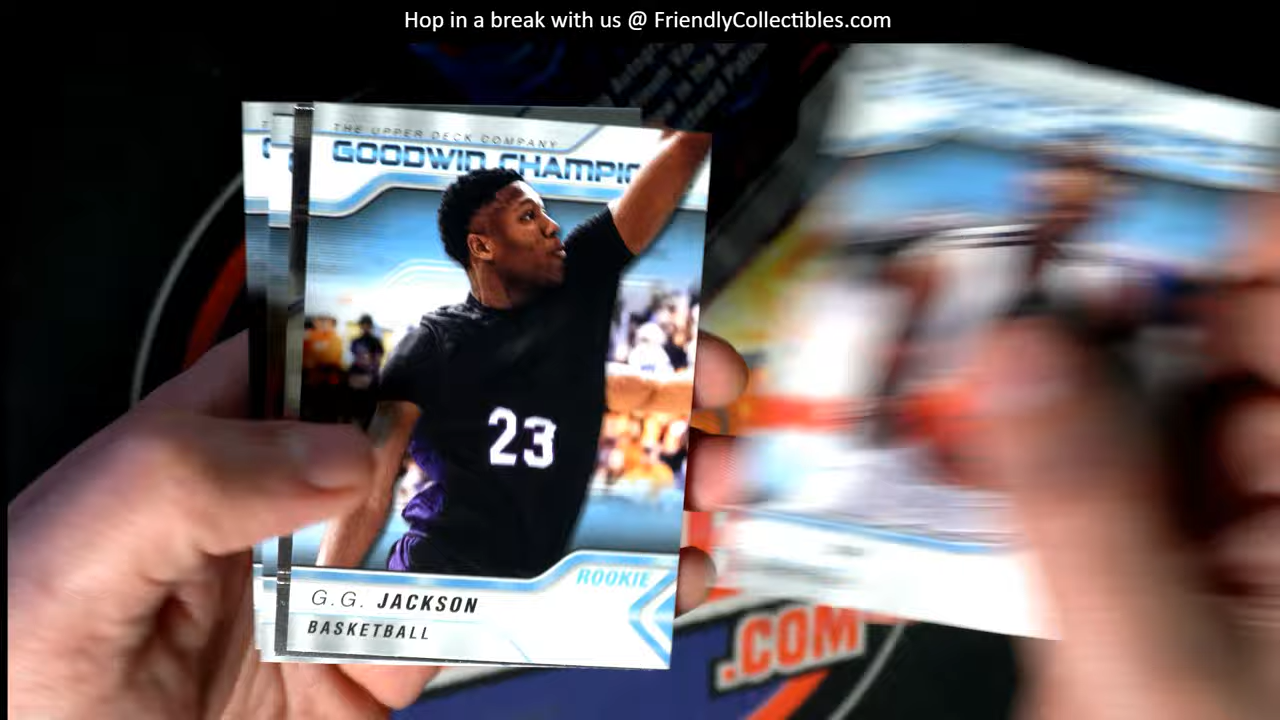 Hop in a break with us @ FriendlyCollectibles.com
THE UPPER DECK COMPANY
GOODWIN CHAMPIO
23
ROOKIE
G.G. JACKSON
BASKETBALL
.COM